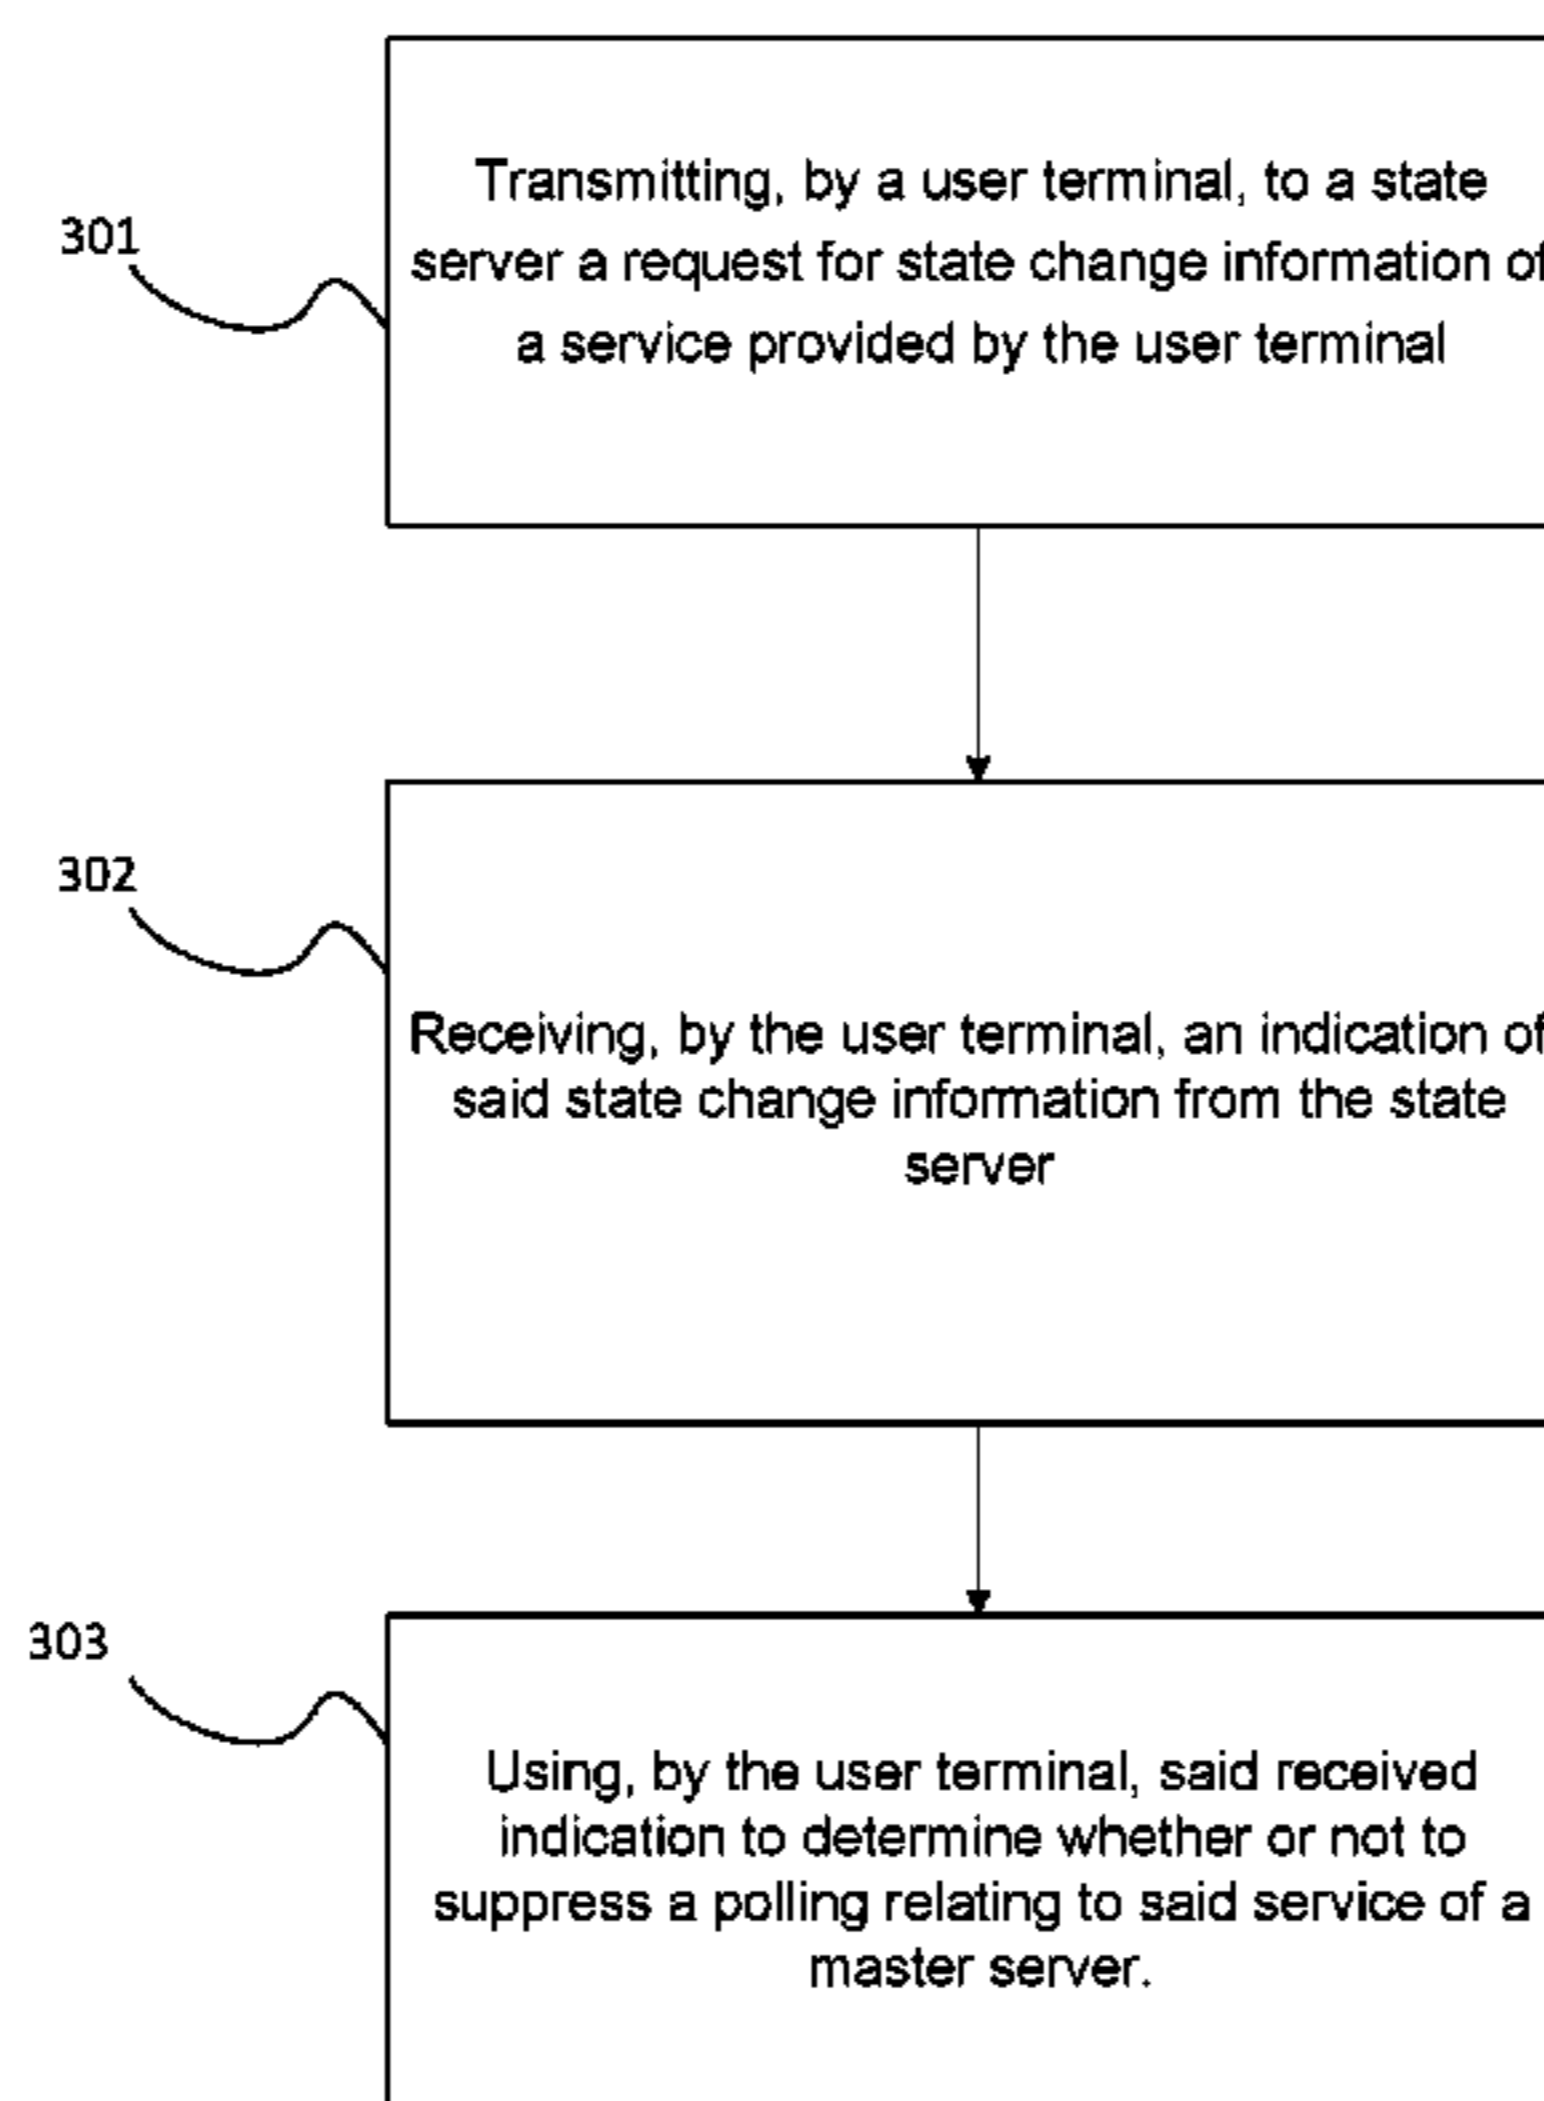 301
Transmitting, by a user terminal, to a state
server a request for state change information of
a service provided by the user terminal
302
Receiving, by the user terminal, an indication of
said state change information from the state
server
303
Using, by the user terminal, said received
indication to determine whether or not to
suppress a polling relating to said service of a
master server.